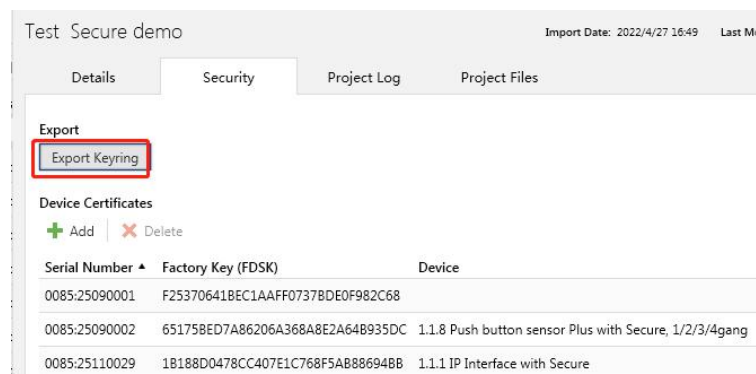 Test Secure demo Import Date: 2022/4/27 16:49 Last M
Details Security Project Log Project Files
Export
Export Keyring
Device Certificates
Add Delete
Serial Number Factory Key (FDSK) Device
0085:25090001 F25370641BEC1AAFF0737BDE0F982C68
0085:25090002 65175BED7A86206A368A8E2A64B935DC 1.1.8 Push button sensor Plus with Secure, 1/2/3/4gang
0085:25110029 1B188D0478CC407E1C768F5AB88694BB 1.1.1 IP Interface with Secure